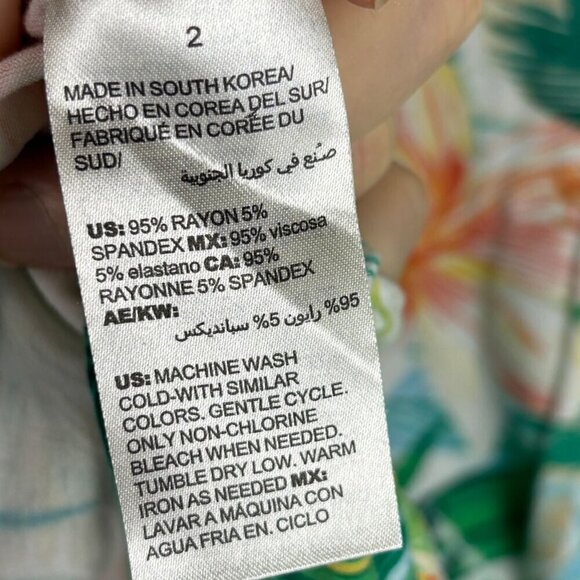 2
MADE IN SOUTH KOREA/
HECHO EN COREA DEL SUR/
FABRIQUÉ EN CORÉE DU
SUD/
صنع في كوريا الجنوبية
US: 95% RAYON 5%
SPANDEX MX: 95% viscosa
5% elastano CA: 95%
RAYONNE 5% SPANDEX
AE/KW:
95% رايون 5% سباندیکس
US: MACHINE WASH
COLD-WITH SIMILAR
COLORS. GENTLE CYCLE.
ONLY NON-CHLORINE
BLEACH WHEN NEEDED.
TUMBLE DRY LOW. WARM
IRON AS NEEDED MX:
LAVAR A MÁQUINA CON
AGUA FRIA EN. CICLO